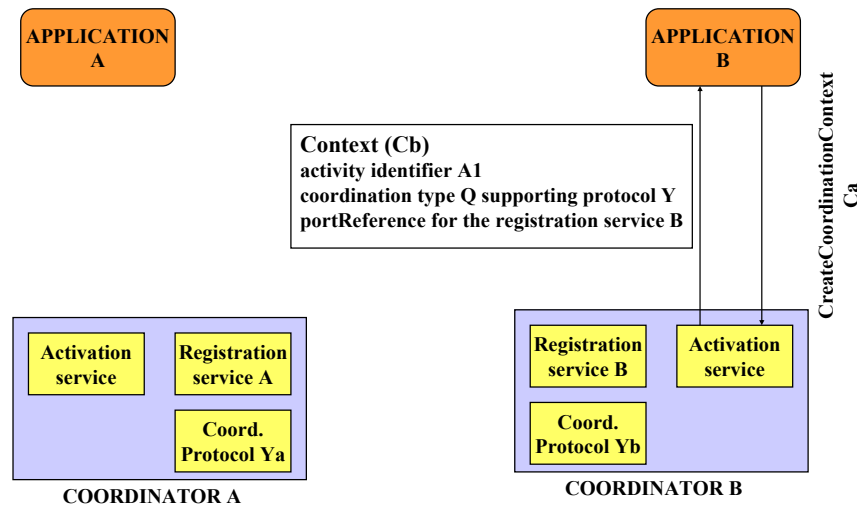 APPLICATION
A
APPLICATION
B
Context (Cb)
activity identifier A1
coordination type Q supporting protocol Y
portReference for the registration service B
CreateCoordinationContext
Ca
Activation
service
Registration
service A
Coord.
Protocol Ya
COORDINATOR A
Registration
service B
Activation
service
Coord.
Protocol Yb
COORDINATOR B